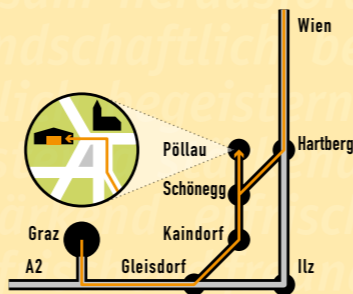 Wien
Pöllau
Hartberg
Schönegg
Graz
Kaindorf
A2
Gleisdorf
Ilz